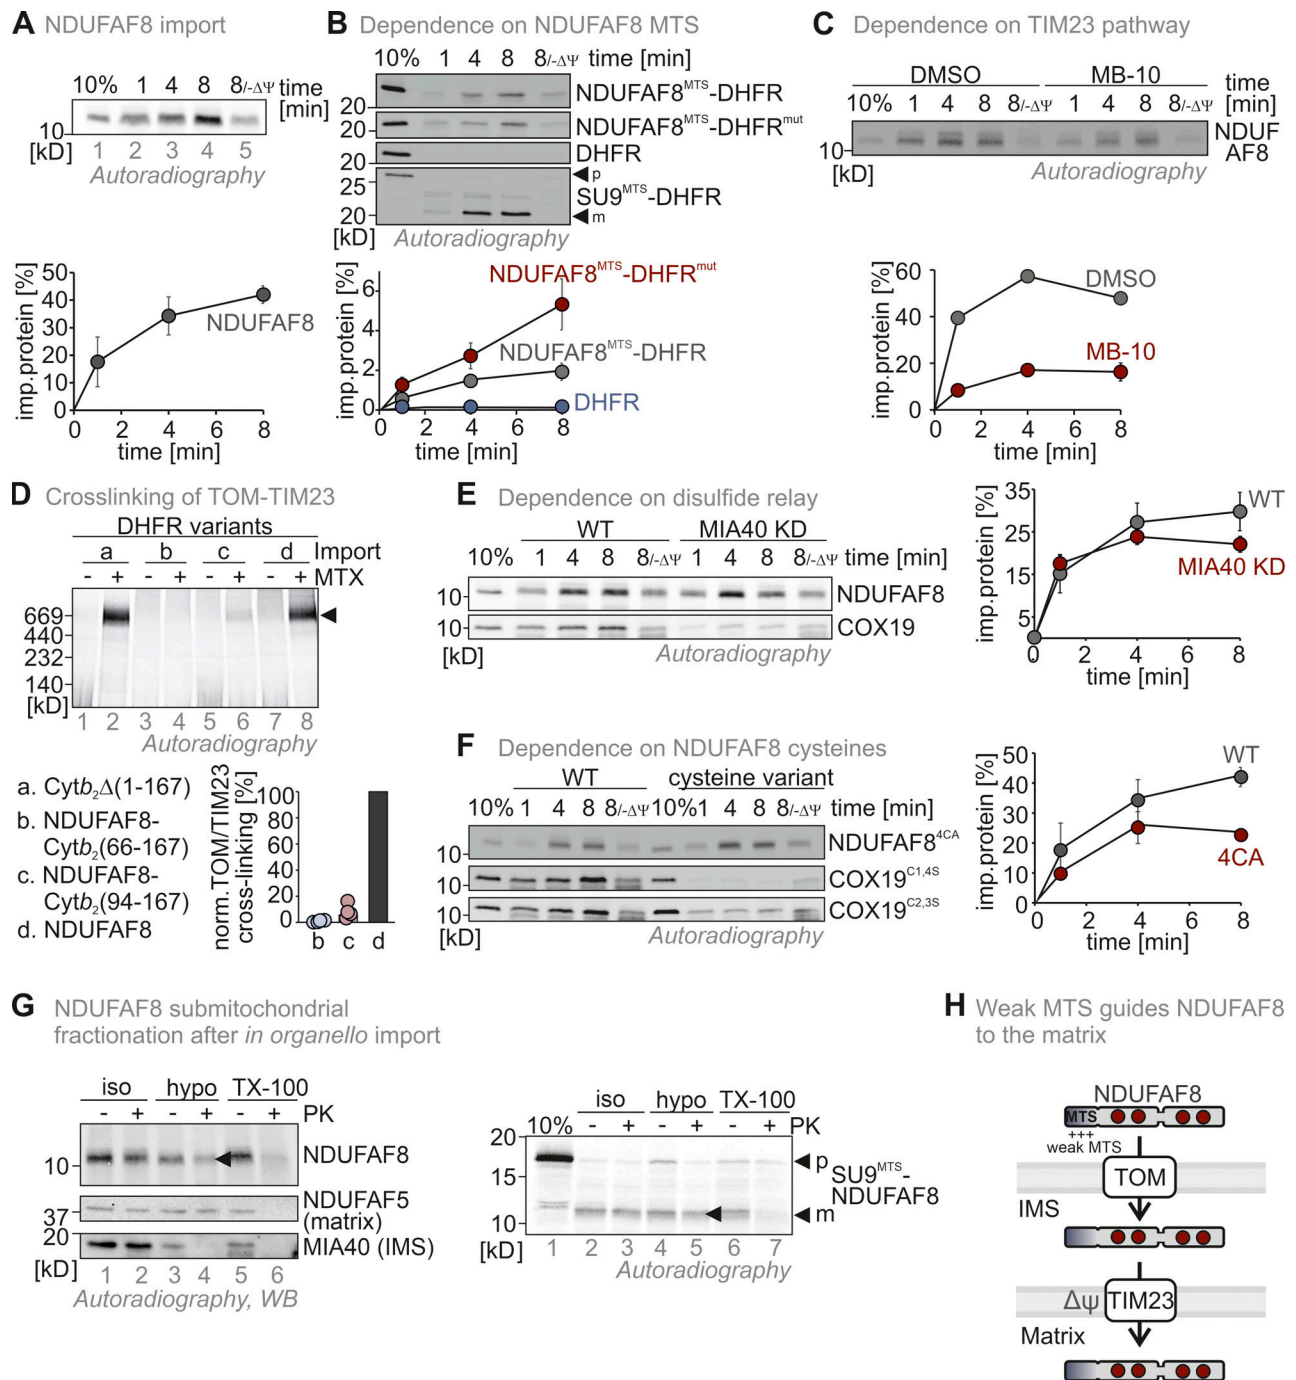 A NDUFAF8 import
10% 1 4 8 8/-ΔΨ time
[min]
10
[kD] 1 2 3 4 5
Autoradiography
imp.protein [%]
50
40
30
20
10
0
NDUFAF8
0 2 4 6 8
time [min]
B Dependence on NDUFAF8 MTS
10% 1 4 8 8/-ΔΨ time [min]
20
NDUFAF8MTS-DHFR
20
NDUFAF8MTS-DHFRmut
20
DHFR
p
25
SU9MTS-DHFR
20
m
[kD] Autoradiography
imp.protein [%]
6
4
2
0
NDUFAF8MTS-DHFRmut
NDUFAF8MTS-DHFR
DHFR
0 2 4 6 8
time [min]
C Dependence on TIM23 pathway
DMSO MB-10 time
10% 1 4 8 8/-ΔΨ 1 4 8 8/-ΔΨ [min]
10
NDUF
AF8
[kD] Autoradiography
imp.protein [%]
60
40
20
0
DMSO
MB-10
0 2 4 6 8
time [min]
D Crosslinking of TOM-TIM23
DHFR variants
a b c d Import
- + - + - + - + MTX
669
440
232
140
[kD]
1 2 3 4 5 6 7 8
Autoradiography
a. Cytb2Δ(1-167)
b. NDUFAF8-
Cytb2(66-167)
c. NDUFAF8-
Cytb2(94-167)
d. NDUFAF8
norm.TOM/TIM23
cross-linking [%]
100
80
60
40
20
0
b c d
E Dependence on disulfide relay
WT MIA40 KD
10% 1 4 8 8/-ΔΨ 1 4 8 8/-ΔΨ time [min]
10 NDUFAF8
10 COX19
[kD] Autoradiography
imp.protein [%]
35
25
15
5
0
WT
MIA40 KD
0 4 8
time [min]
F Dependence on NDUFAF8 cysteines
WT cysteine variant
10% 1 4 8 8/-ΔΨ 10% 1 4 8 8/-ΔΨ time [min]
10 NDUFAF84CA
10 COX19C1,4S
10 COX19C2,3S
[kD] Autoradiography
imp.protein [%]
50
40
30
20
10
0
WT
4CA
0 4 8
time [min]
G NDUFAF8 submitochondrial
fractionation after in organello import
iso hypo TX-100
- + - + - + PK
10 NDUFAF8
37 NDUFAF5
(matrix)
20 MIA40 (IMS)
[kD] 1 2 3 4 5 6
Autoradiography, WB
iso hypo TX-100
10% - + - + - + PK
20
15
10
p
SU9MTS-
NDUFAF8
m
[kD] 1 2 3 4 5 6 7
Autoradiography
H Weak MTS guides NDUFAF8
to the matrix
NDUFAF8
MTS
+++
weak MTS
TOM
IMS
Δψ TIM23
Matrix